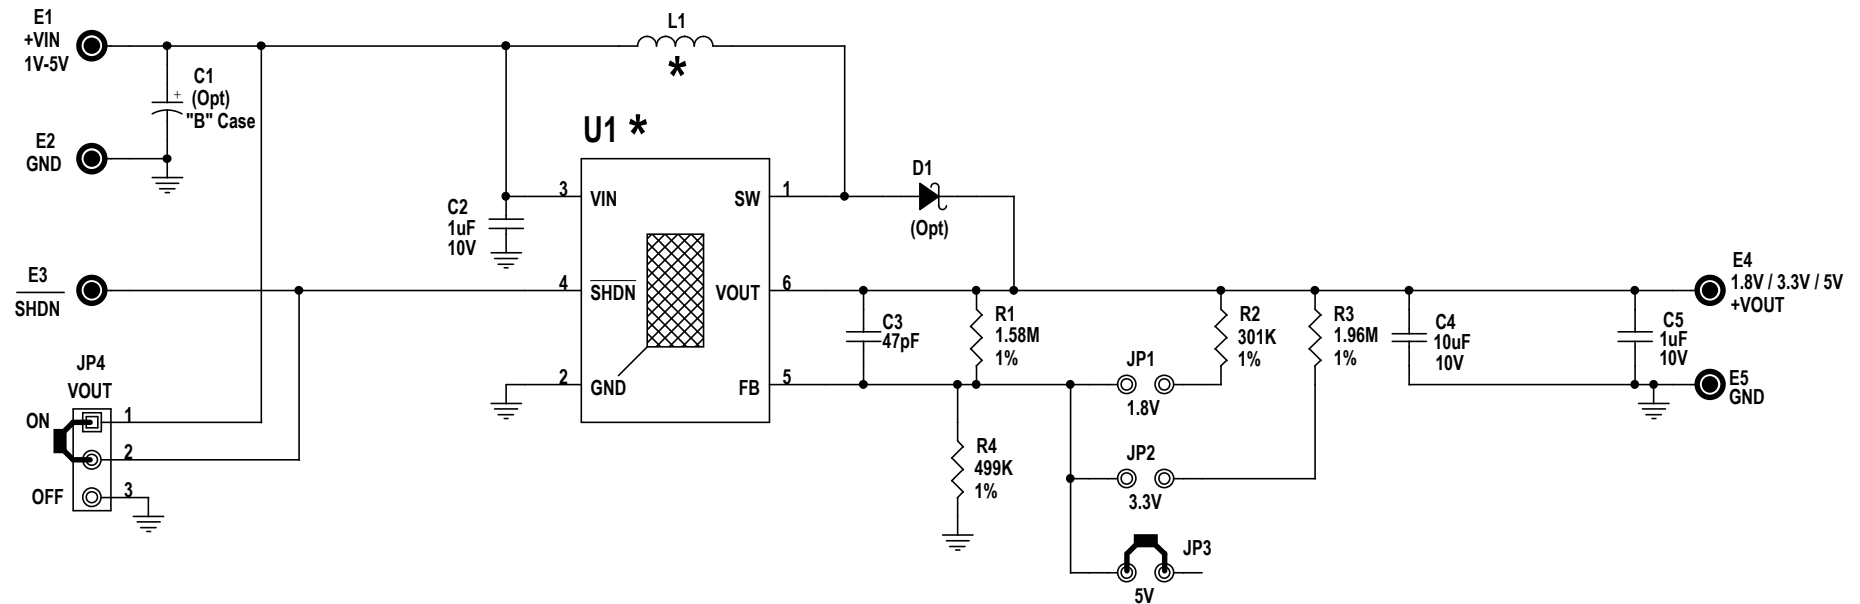 E1
+VIN
1V-5V
C1
+
(Opt)
"B" Case
E2
GND
L1
*
U1 *
C2
1uF
10V
3
VIN
SW
1
D1
(Opt)
E3
SHDN
4
SHDN
VOUT
6
E4
1.8V / 3.3V / 5V
+VOUT
C3
47pF
R1
1.58M
1%
R2
301K
1%
R3
1.96M
1%
C4
10uF
10V
C5
1uF
10V
2
GND
FB
5
JP1
1.8V
E5
GND
JP4
VOUT
ON
1
2
OFF
3
R4
499K
1%
JP2
3.3V
JP3
5V